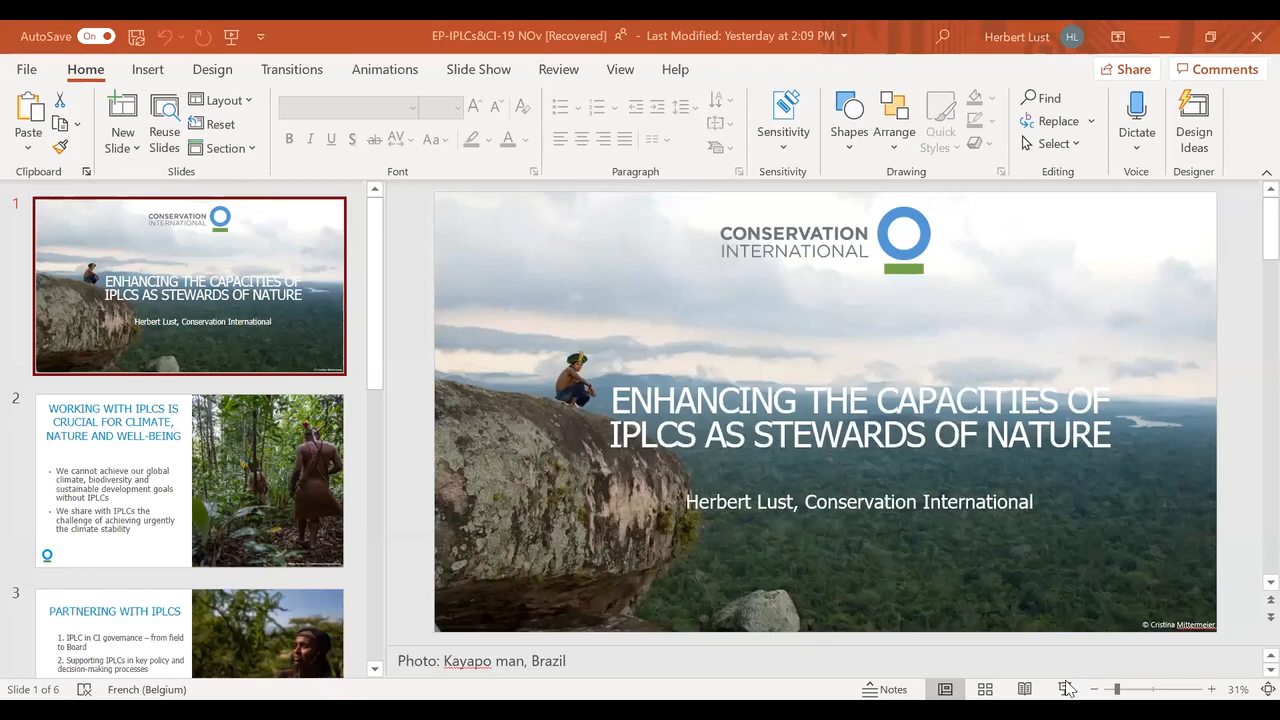 AutoSave On
EP-IPLCs&CI-19 NOv [Recovered] - Last Modified: Yesterday at 2:09 PM
Herbert Lust HL
File Home Insert Design Transitions Animations Slide Show Review View Help Share Comments
Paste
New Slide
Reuse Slides
Layout
Reset
Section
B I U S ab AV Aa A
Sensitivity
Shapes
Arrange
Quick Styles
Find
Replace
Select
Dictate
Design Ideas
Clipboard Slides Font Paragraph Sensitivity Drawing Editing Voice Designer
1
CONSERVATION
INTERNATIONAL
ENHANCING THE CAPACITIES OF
IPLCS AS STEWARDS OF NATURE
Herbert Lust, Conservation International
2
WORKING WITH IPLCS IS
CRUCIAL FOR CLIMATE,
NATURE AND WELL-BEING
We cannot achieve our global
climate, biodiversity and
sustainable development goals
without IPLCs
We share with IPLCs the
challenge of achieving urgently
the climate stability
3
PARTNERING WITH IPLCS
1. IPLC in CI governance – from field
to Board
2. Supporting IPLCs in key policy and
decision-making processes
CONSERVATION
INTERNATIONAL
ENHANCING THE CAPACITIES OF
IPLCS AS STEWARDS OF NATURE
Herbert Lust, Conservation International
© Cristina Mittermeier
Photo: Kayapo man, Brazil
Slide 1 of 6 French (Belgium) Notes 31%